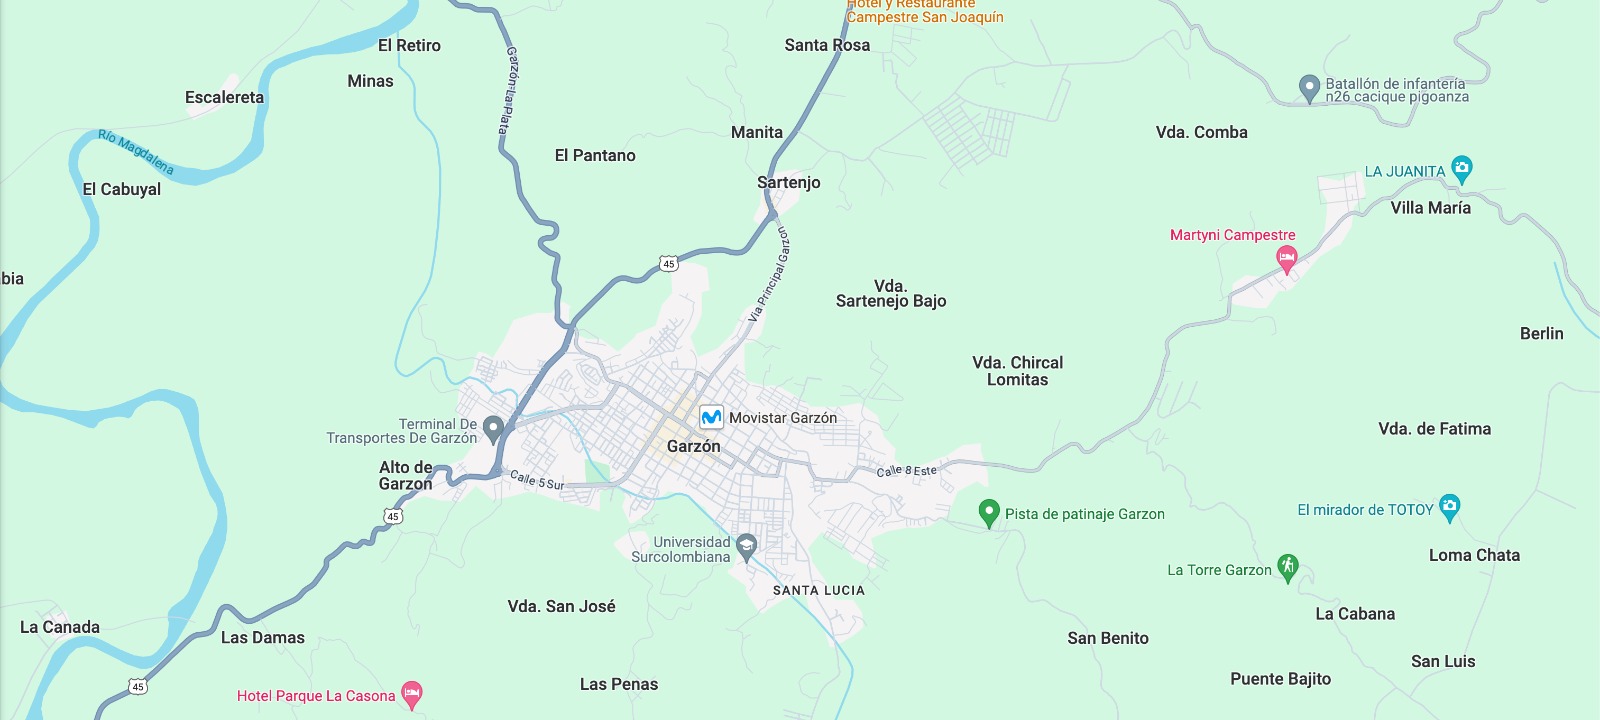 Hotel y Restaurante
Campestre San Joaquín
El Retiro
Santa Rosa
Minas
Garzón-La Plata
Escalereta
Batallón de infantería
n26 cacique pigoanza
Río Magdalena
Manita
Vda. Comba
El Pantano
LA JUANITA
El Cabuyal
Sartenjo
Villa María
Martyni Campestre
45
Via Principal Garzon
bia
Vda.
Sartenejo Bajo
Berlin
Vda. Chircal
Lomitas
Terminal De
Transportes De Garzón
Movistar Garzón
Vda. de Fatima
Garzón
Alto de
Garzon
Calle 5 Sur
Calle 8 Este
45
Pista de patinaje Garzon
El mirador de TOTOY
Universidad
Surcolombiana
Loma Chata
La Torre Garzon
SANTA LUCIA
Vda. San José
La Cabana
La Canada
Las Damas
San Benito
San Luis
Puente Bajito
45
Hotel Parque La Casona
Las Penas